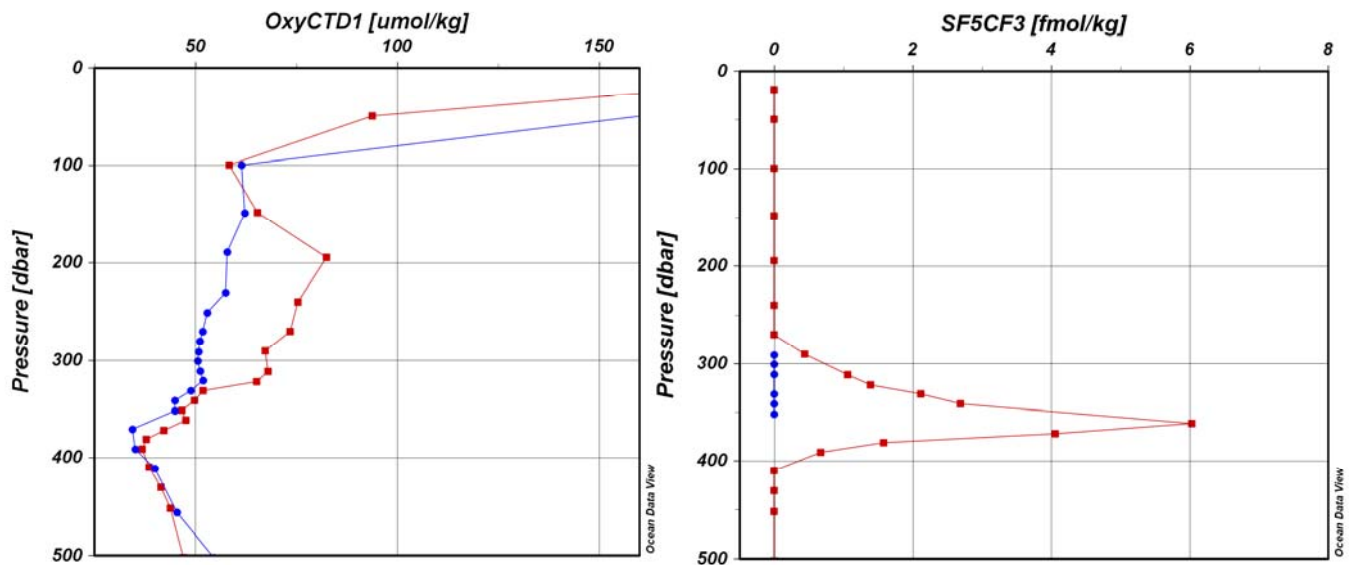 OxyCTD1 [umol/kg]
50 100 150
0
100
200
300
400
500
Pressure [dbar]
Ocean Data View
SF5CF3 [fmol/kg]
0 2 4 6 8
0
100
200
300
400
500
Pressure [dbar]
Ocean Data View